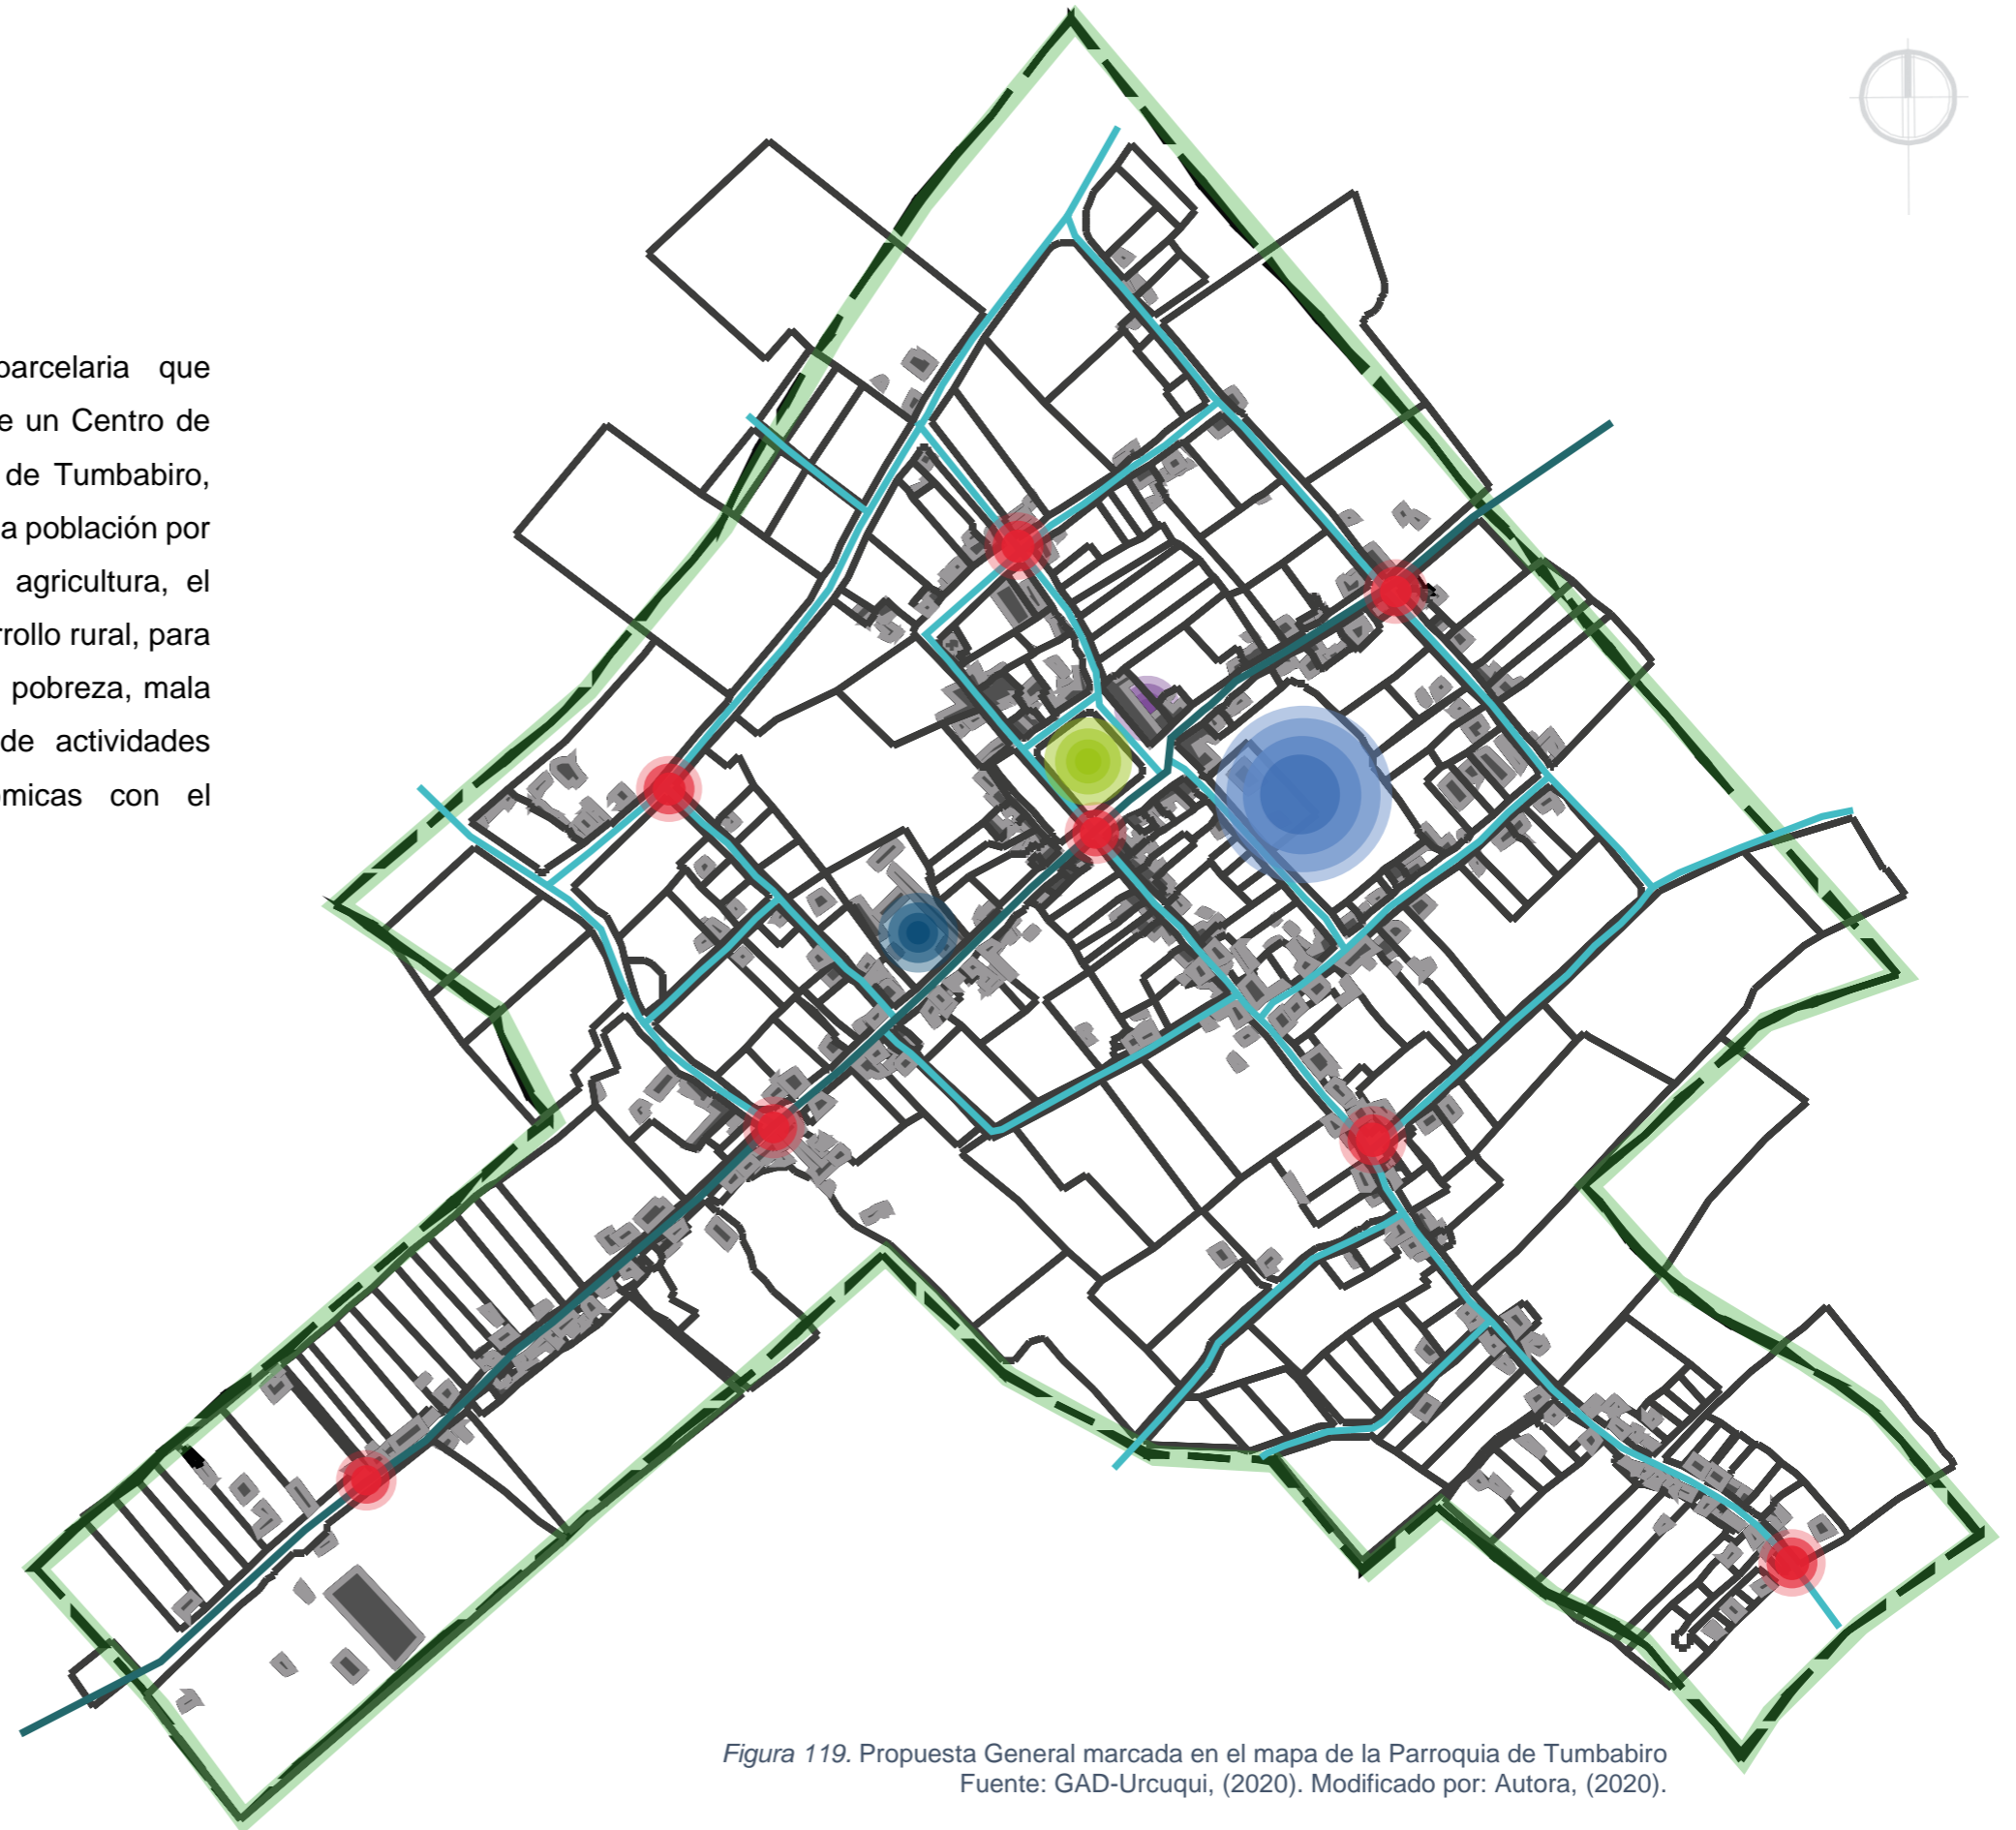 parcelaria que
e un Centro de
de Tumbabiro,
a población por
agricultura, el
rrollo rural, para
pobreza, mala
de actividades
micas con el
Figura 119. Propuesta General marcada en el mapa de la Parroquia de Tumbabiro
Fuente: GAD-Urcuqui, (2020). Modificado por: Autora, (2020).